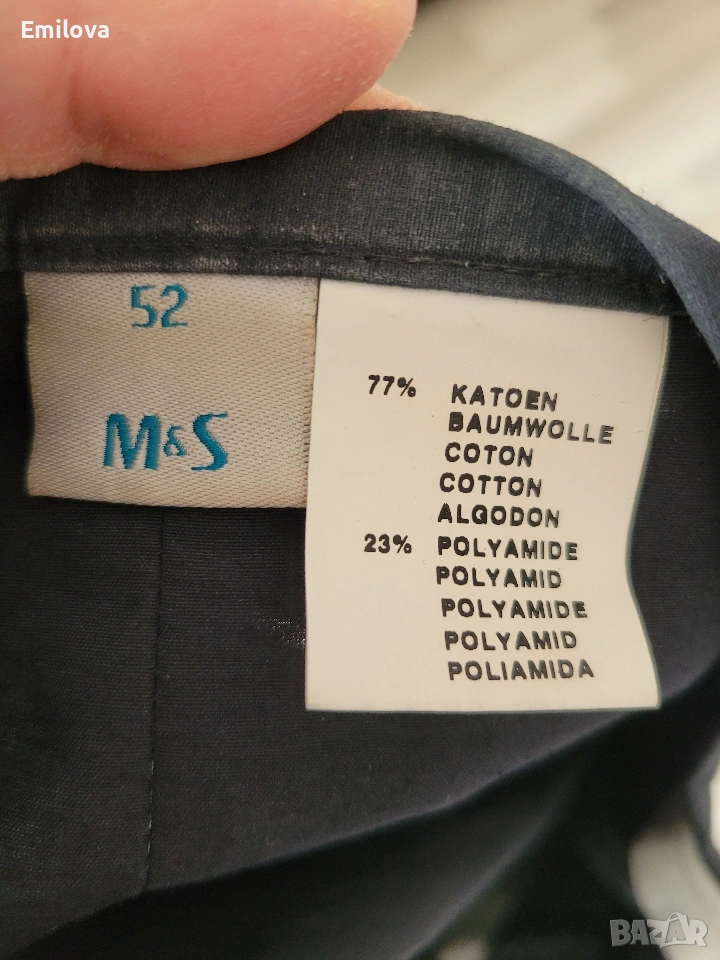 Emilova
52
M&S
77% KATOEN
BAUMWOLLE
COTON
COTTON
ALGODON
23% POLYAMIDE
POLYAMID
POLYAMIDE
POLYAMID
POLIAMIDA
BAZAR